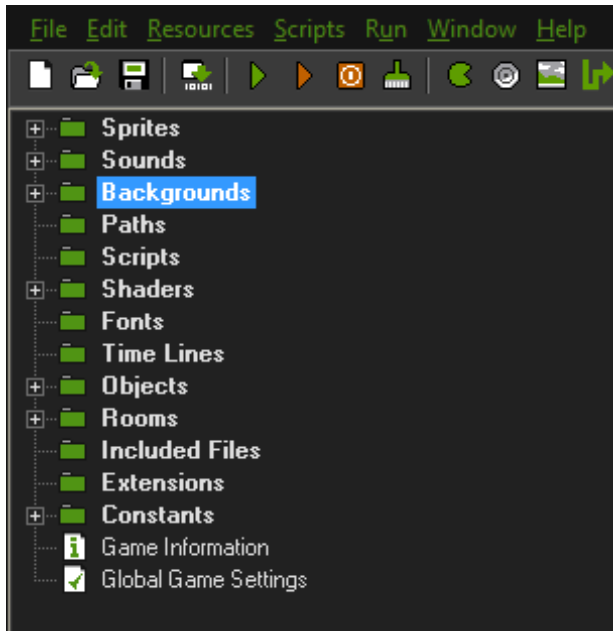 File Edit Resources Scripts Run Window Help
Sprites
Sounds
Backgrounds
Paths
Scripts
Shaders
Fonts
Time Lines
Objects
Rooms
Included Files
Extensions
Constants
Game Information
Global Game Settings